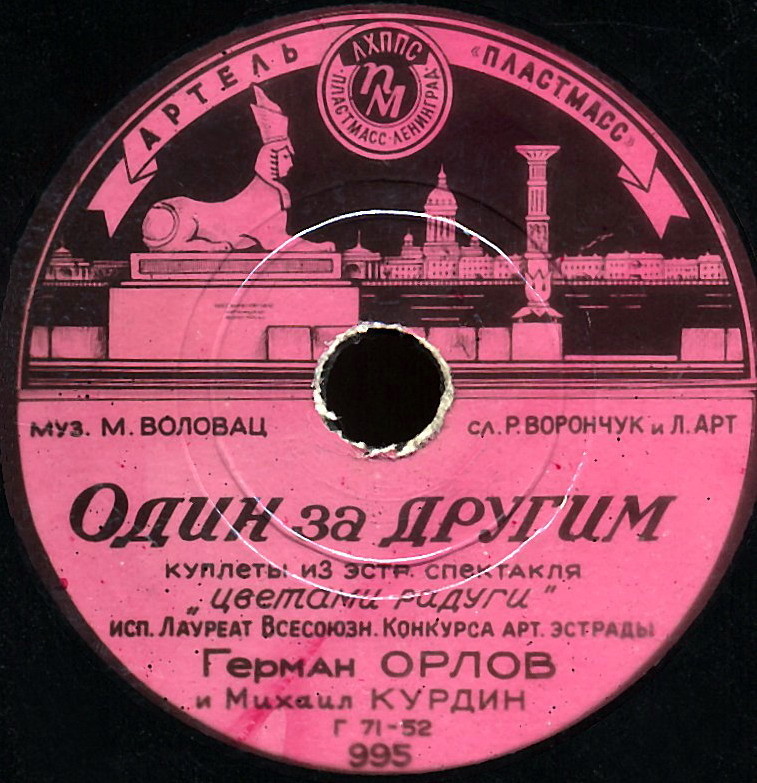 АРТЕЛЬ «ПЛАСТМАСС»
ЛХППС
ПМ
·ПЛАСТМАСС-ЛЕНИНГРАД·
муз. М. ВОЛОВАЦ
сл. Р. ВОРОНЧУК и Л. АРТ
Один за другим
куплеты из эстр. спектакля
„цветами радуги"
исп. Лауреат Всесоюзн. Конкурса арт. эстрады
Герман ОРЛОВ
и Михаил КУРДИН
Г 71-52
995